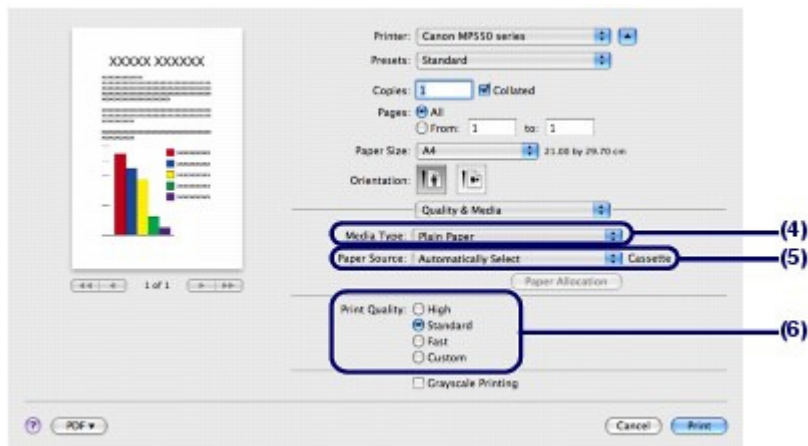 Printer: Canon MP550 series
Presets: Standard
Copies: 1 Collated
Pages: All
From: 1 to: 1
Paper Size: A4 21.00 by 29.70 cm
Orientation:
Quality & Media
Media Type: Plain Paper (4)
Paper Source: Automatically Select Cassette (5)
Paper Allocation
Print Quality: High
Standard (6)
Fast
Custom
Grayscale Printing
XXXXX XXXXXX
1 of 1
? PDF▼ Cancel Print